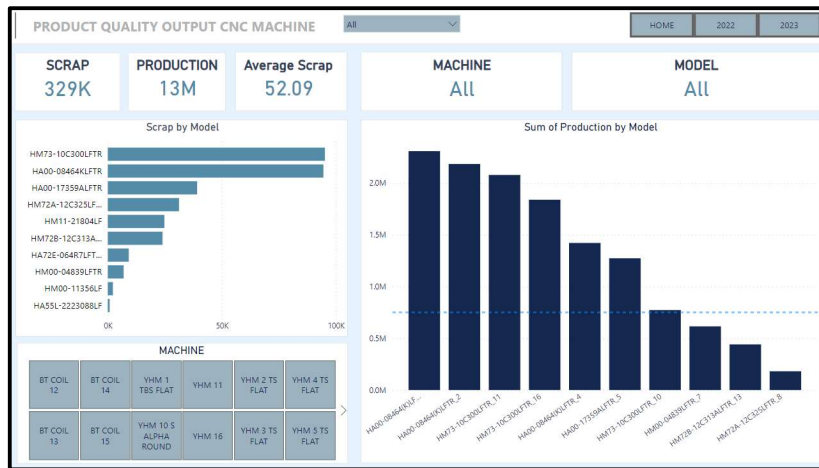 PRODUCT QUALITY OUTPUT CNC MACHINE
All
HOME
2022
2023
SCRAP
329K
PRODUCTION
13M
Average Scrap
52.09
MACHINE
All
MODEL
All
Scrap by Model
HM73-10C300LFTR
HA00-08464KLFTR
HA00-17359ALFTR
HM72A-12C325LF...
HM11-21804LF
HM72B-12C313A...
HA72E-064R7LFT...
HM00-04839LFTR
HM00-11356LF
HA55L-2223088LF
0K
50K
100K
MACHINE
BT COIL
12
BT COIL
14
YHM 1
TBS FLAT
YHM 11
YHM 2 TS
FLAT
YHM 4 TS
FLAT
BT COIL
13
BT COIL
15
YHM 10 S
ALPHA
ROUND
YHM 16
YHM 3 TS
FLAT
YHM 5 TS
FLAT
Sum of Production by Model
2.0M
1.5M
1.0M
0.5M
0.0M
HA00-08464(K)LF...
HA00-08464(K)LFTR_2
HM73-10C300LFTR_11
HM73-10C300LFTR_16
HA00-08464(K)LFTR_4
HA00-17359ALFTR_5
HM73-10C300LFTR_10
HM00-04839LFTR_7
HM72B-12C313ALFTR_13
HM72A-12C325LFTR_8